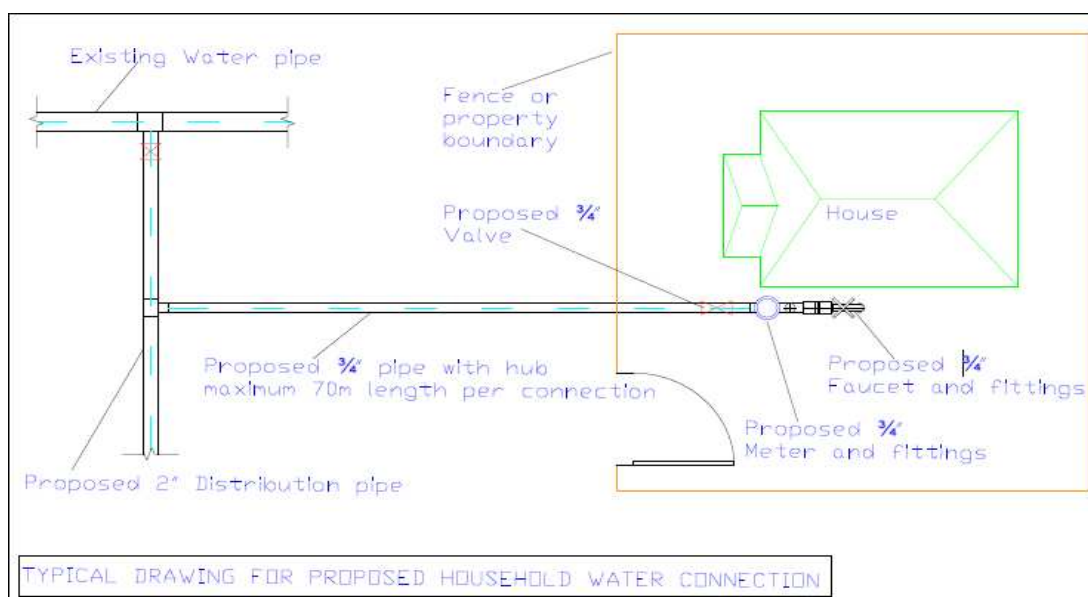 Existing Water pipe
Fence or
property
boundary
Proposed ¾"
Valve
House
Proposed ¾" pipe with hub
maximum 70m length per connection
Proposed ¾"
Faucet and fittings
Proposed ¾"
Meter and fittings
Proposed 2" Distribution pipe
TYPICAL DRAWING FOR PROPOSED HOUSEHOLD WATER CONNECTION